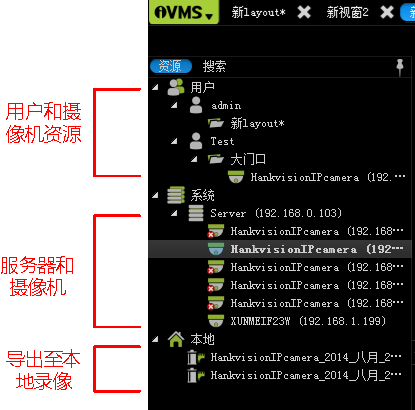 iVMS
新layout*
新视窗2
新
资源
搜索
用户和摄
像机资源
用户
admin
新layout*
Test
大门口
HankvisionIPcamera (192.…
系统
Server (192.168.0.103)
服务器和
摄像机
HankvisionIPcamera (192.168…
HankvisionIPcamera (192…
HankvisionIPcamera (192.168…
HankvisionIPcamera (192.168…
HankvisionIPcamera (192.168…
XUNMEIF23W (192.168.1.199)
导出至本
地录像
本地
HankvisionIPcamera_2014_八月_2…
HankvisionIPcamera_2014_八月_2…